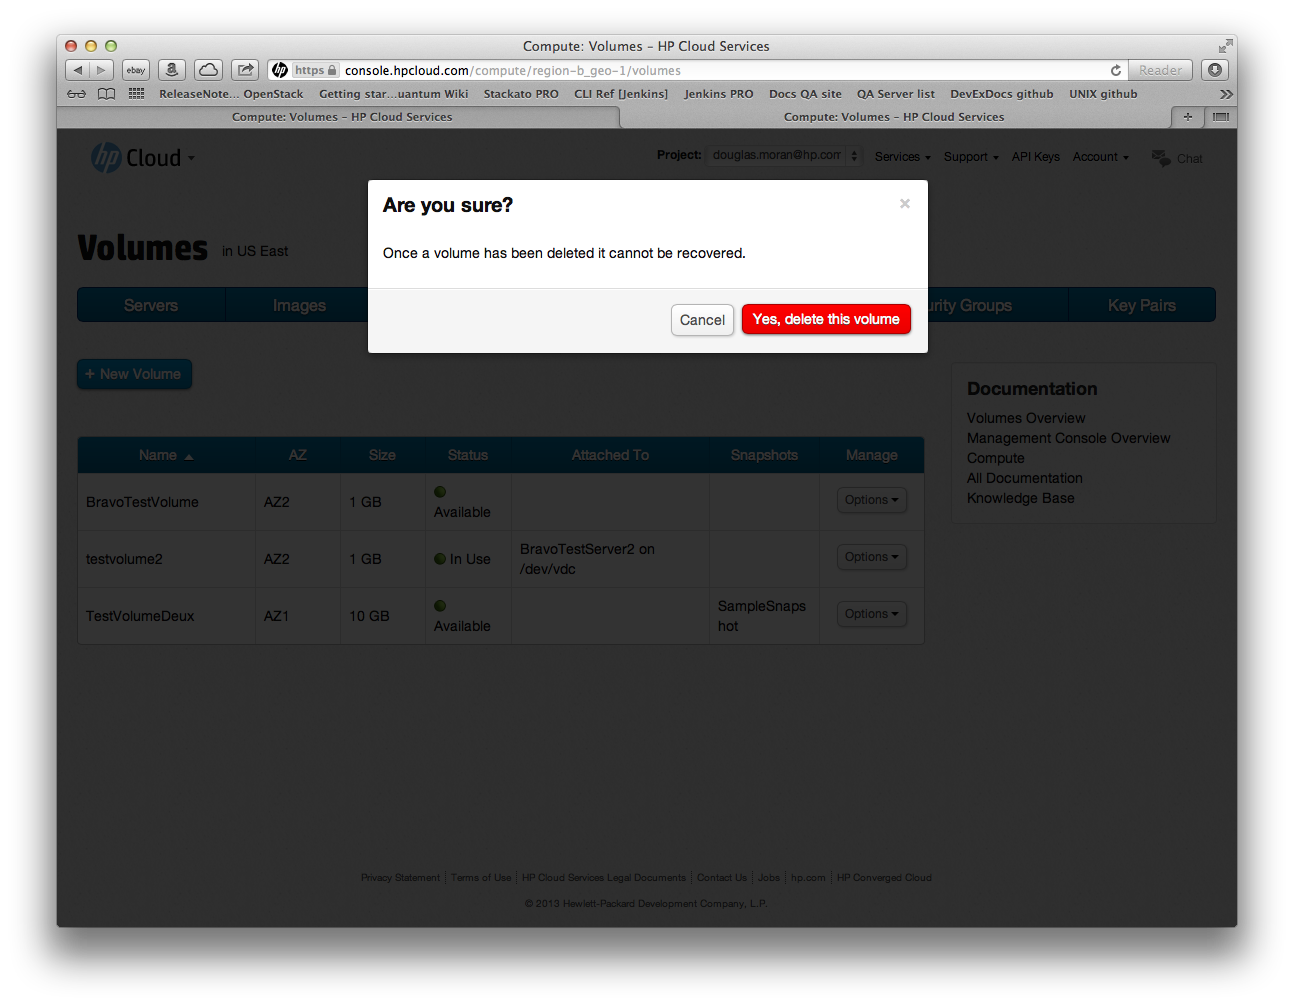 Compute: Volumes – HP Cloud Services
ebay
hp https console.hpcloud.com/compute/region-b_geo-1/volumes
Reader
ReleaseNote... OpenStack Getting star...uantum Wiki Stackato PRO CLI Ref [Jenkins] Jenkins PRO Docs QA site QA Server list DevExDocs github UNIX github
Compute: Volumes – HP Cloud Services Compute: Volumes – HP Cloud Services
hp Cloud
Project: douglas.moran@hp.com Services Support API Keys Account Chat
Are you sure?
Once a volume has been deleted it cannot be recovered.
Cancel Yes, delete this volume
Volumes in US East
Servers Images urity Groups Key Pairs
+ New Volume
Name AZ Size Status Attached To Snapshots Manage
BravoTestVolume AZ2 1 GB Available Options
testvolume2 AZ2 1 GB In Use BravoTestServer2 on
/dev/vdc Options
TestVolumeDeux AZ1 10 GB Available SampleSnaps
hot Options
Documentation
Volumes Overview
Management Console Overview
Compute
All Documentation
Knowledge Base
Privacy Statement Terms of Use HP Cloud Services Legal Documents Contact Us Jobs hp.com HP Converged Cloud
© 2013 Hewlett-Packard Development Company, L.P.